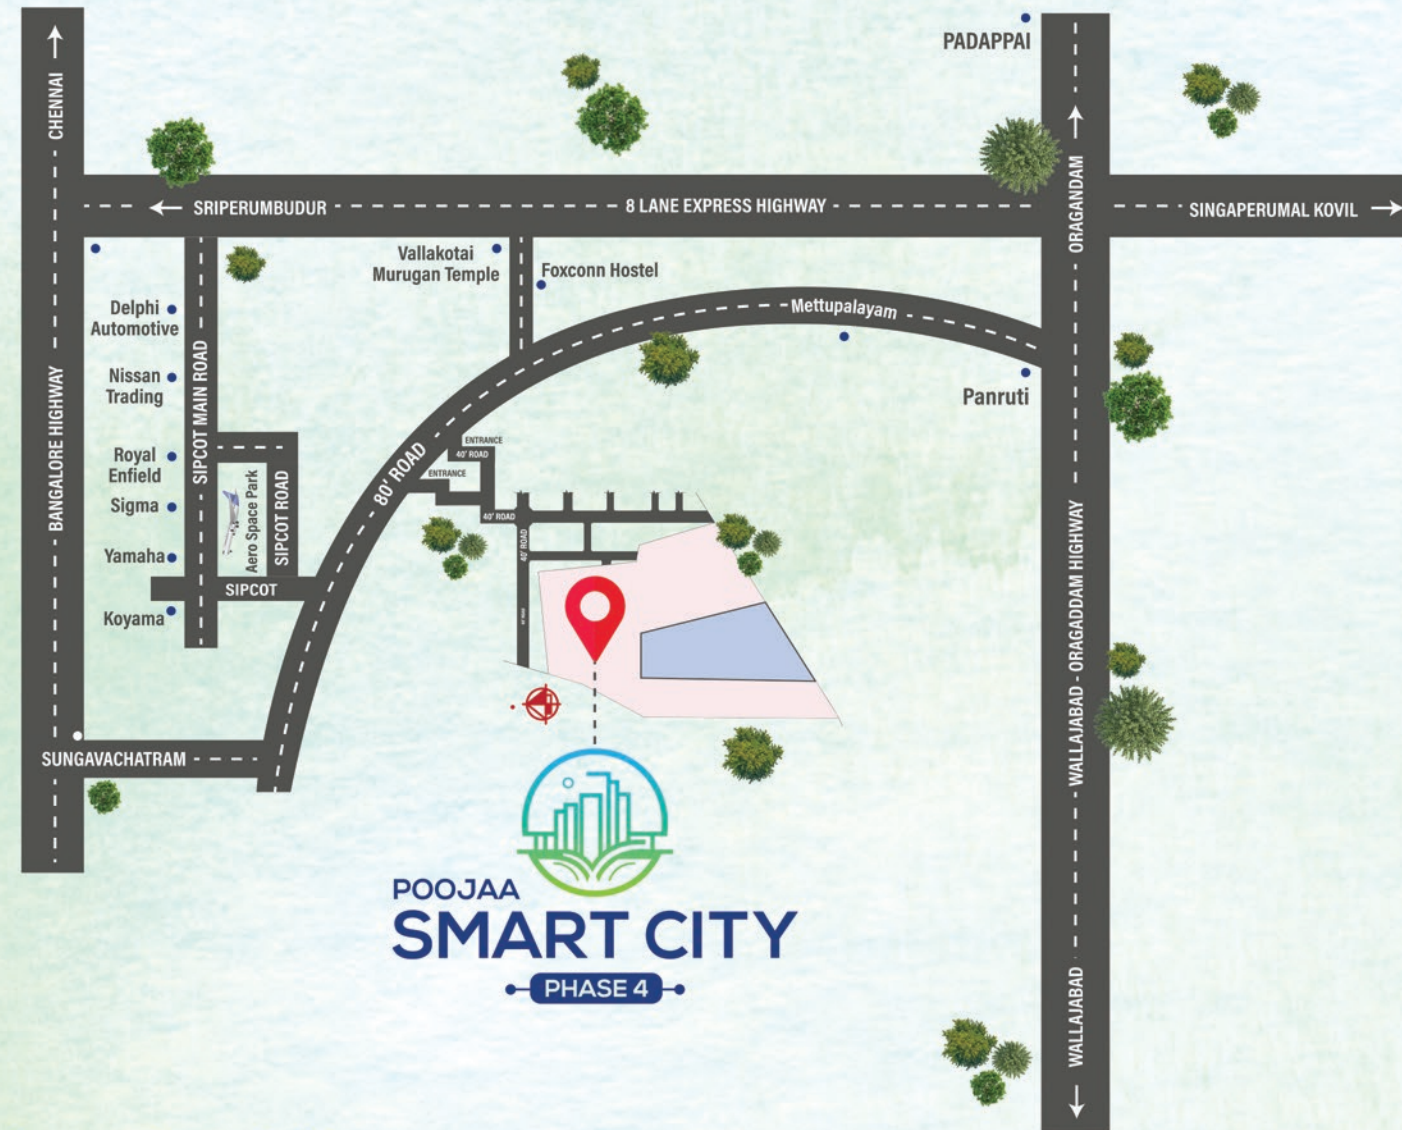 PADAPPAI
CHENNAI
ORAGANDAM
SRIPERUMBUDUR
8 LANE EXPRESS HIGHWAY
SINGAPERUMAL KOVIL
Vallakotai
Murugan Temple
Foxconn Hostel
Delphi
Automotive
Mettupalayam
Nissan
Trading
Panruti
BANGALORE HIGHWAY
SIPCOT MAIN ROAD
Royal
Enfield
Sigma
Yamaha
Koyama
Aero Space Park
SIPCOT ROAD
SIPCOT
80' ROAD
ENTRANCE
40' ROAD
ENTRANCE
40' ROAD
40' ROAD
WALLAJABAD - ORAGADDAM HIGHWAY
SUNGAVACHATRAM
POOJAA
SMART CITY
PHASE 4
WALLAJABAD